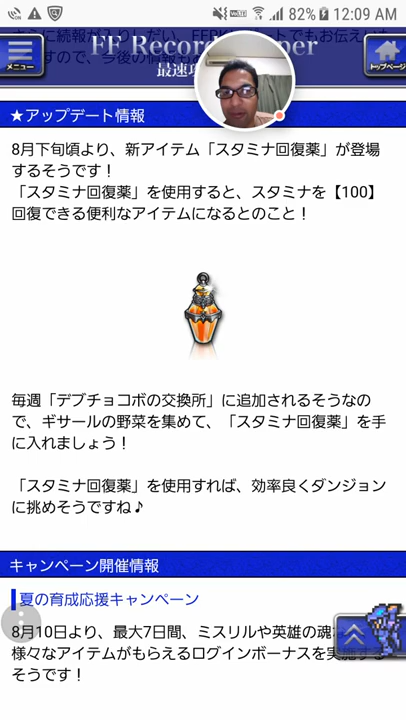 82% 12:09 AM
FF Recor
最速攻
メニュー
トップページ
★アップデート情報
8月下旬頃より、新アイテム「スタミナ回復薬」が登場
するそうです！
「スタミナ回復薬」を使用すると、スタミナを【100】
回復できる便利なアイテムになるとのこと！
毎週「デブチョコボの交換所」に追加されるそうなの
で、ギサールの野菜を集めて、「スタミナ回復薬」を手
に入れましょう！
「スタミナ回復薬」を使用すれば、効率良くダンジョン
に挑めそうですね♪
キャンペーン開催情報
夏の育成応援キャンペーン
8月10日より、最大7日間、ミスリルや英雄の魂
様々なアイテムがもらえるログインボーナスを実施する
そうです！